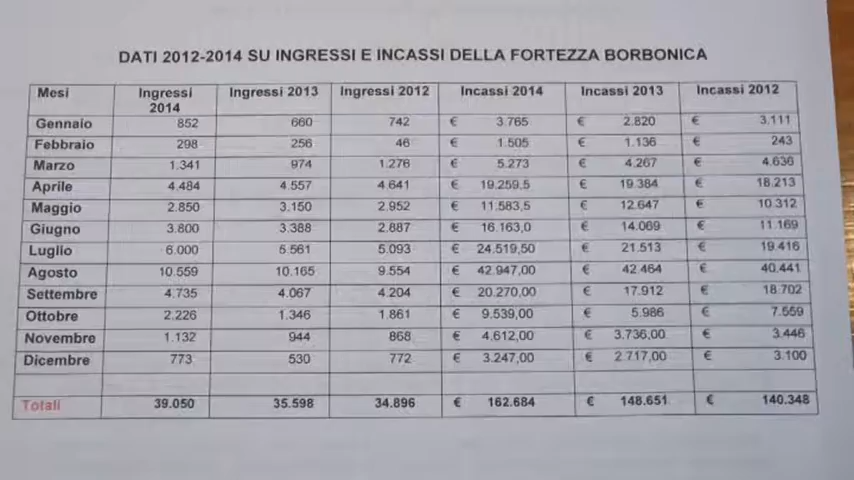 DATI 2012-2014 SU INGRESSI E INCASSI DELLA FORTEZZA BORBONICA
Mesi Ingressi 2014 Ingressi 2013 Ingressi 2012 Incassi 2014 Incassi 2013 Incassi 2012
Gennaio 852 660 742 € 3.765 € 2.820 € 3.111
Febbraio 298 256 46 € 1.505 € 1.136 € 243
Marzo 1.341 974 1.276 € 5.273 € 4.267 € 4.636
Aprile 4.484 4.557 4.641 € 19.259,5 € 19.384 € 18.213
Maggio 2.850 3.150 2.952 € 11.583,5 € 12.647 € 10.312
Giugno 3.800 3.388 2.887 € 16.163,0 € 14.069 € 11.169
Luglio 6.000 5.561 5.093 € 24.519,50 € 21.513 € 19.416
Agosto 10.559 10.165 9.554 € 42.947,00 € 42.464 € 40.441
Settembre 4.735 4.067 4.204 € 20.270,00 € 17.912 € 18.702
Ottobre 2.226 1.346 1.861 € 9.539,00 € 5.986 € 7.559
Novembre 1.132 944 868 € 4.612,00 € 3.736,00 € 3.446
Dicembre 773 530 772 € 3.247,00 € 2.717,00 € 3.100
Totali 39.050 35.598 34.896 € 162.684 € 148.651 € 140.348